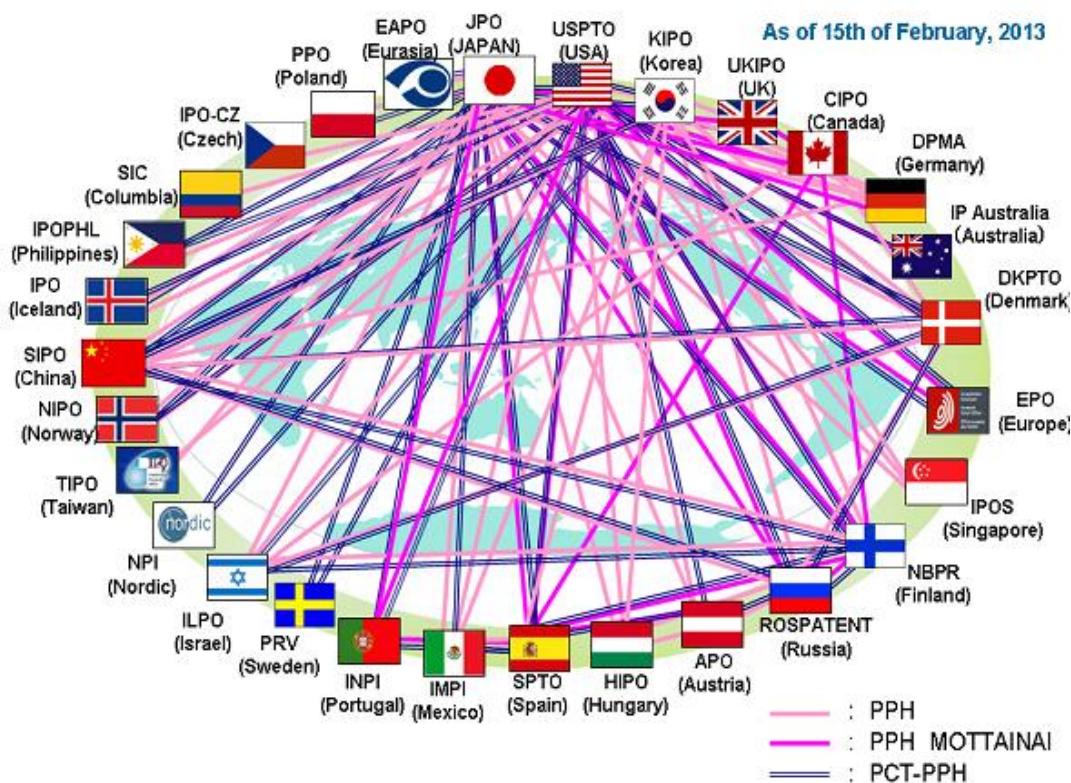 As of 15th of February, 2013
JPO
(JAPAN)
USPTO
(USA)
KIPO
(Korea)
UKIPO
(UK)
CIPO
(Canada)
DPMA
(Germany)
IP Australia
(Australia)
DKPTO
(Denmark)
EPO
(Europe)
IPOS
(Singapore)
NBPR
(Finland)
ROSPATENT
(Russia)
APO
(Austria)
HIPO
(Hungary)
SPTO
(Spain)
IMPI
(Mexico)
INPI
(Portugal)
PRV
(Sweden)
ILPO
(Israel)
NPI
(Nordic)
nordic
TIPO
(Taiwan)
NIPO
(Norway)
SIPO
(China)
IPO
(Iceland)
IPOPHL
(Philippines)
SIC
(Columbia)
IPO-CZ
(Czech)
PPO
(Poland)
EAPO
(Eurasia)
: PPH
: PPH MOTTAINAI
: PCT-PPH